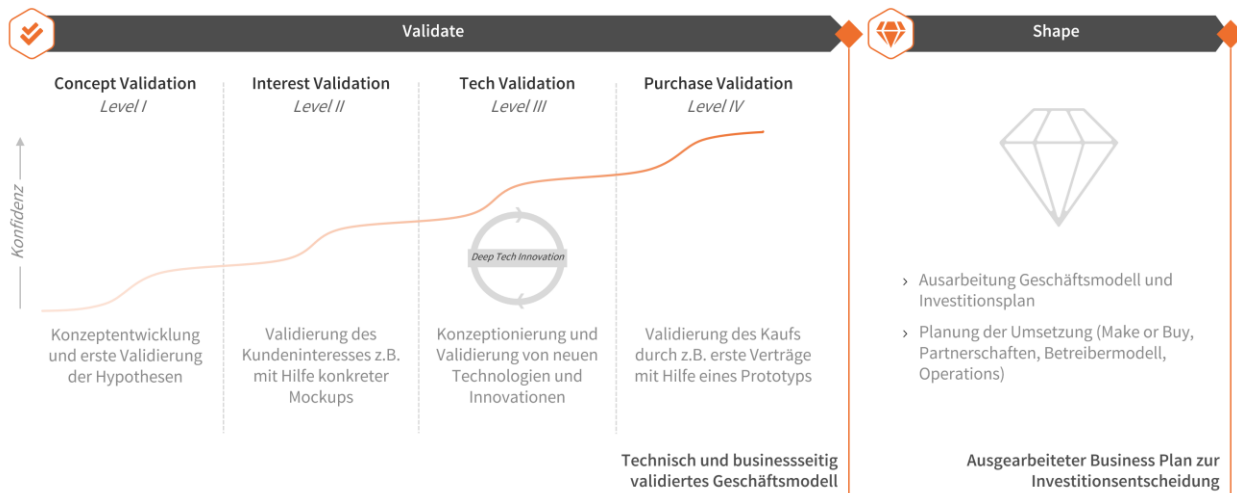 Validate
Shape
Concept Validation
Level I
Interest Validation
Level II
Tech Validation
Level III
Purchase Validation
Level IV
Konfidenz
Deep Tech Innovation
Konzeptentwicklung
und erste Validierung
der Hypothesen
Validierung des
Kundeninteresses z.B.
mit Hilfe konkreter
Mockups
Konzeptionierung und
Validierung von neuen
Technologien und
Innovationen
Validierung des Kaufs
durch z.B. erste Verträge
mit Hilfe eines Prototyps
› Ausarbeitung Geschäftsmodell und
Investitionsplan
› Planung der Umsetzung (Make or Buy,
Partnerschaften, Betreibermodell,
Operations)
Technisch und businessseitig
validiertes Geschäftsmodell
Ausgearbeiteter Business Plan zur
Investitionsentscheidung